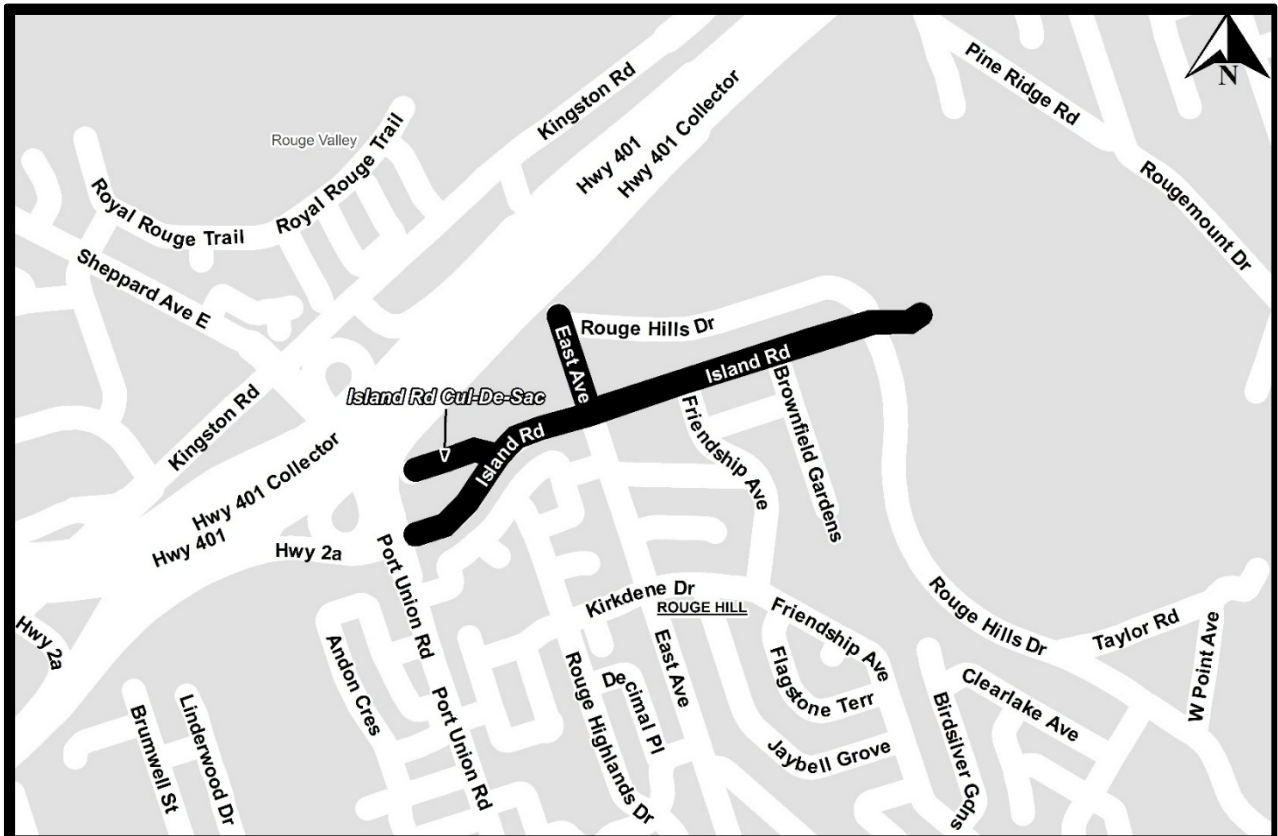 N
Kingston Rd
Pine Ridge Rd
Hwy 401 Collector
Hwy 401
Rouge Valley
Royal Rouge Trail
Royal Rouge Trail
Rougemount Dr
Sheppard Ave E
Rouge Hills Dr
East Ave
Island Rd
Island Rd Cul-De-Sac
Kingston Rd
Brownfield Gardens
Friendship Ave
Island Rd
Hwy 401 Collector
Hwy 401
Hwy 2a
Port Union Rd
Kirkdene Dr
ROUGE HILL
Rouge Hills Dr
Friendship Ave
Taylor Rd
W Point Ave
Hwy 2a
Andon Cres
East Ave
Flagstone Terr
Rouge Highlands Dr
Decimal Pl
Clearlake Ave
Birdsilver Gdns
Linderwood Dr
Brumwell St
Port Union Rd
Jaybell Grove